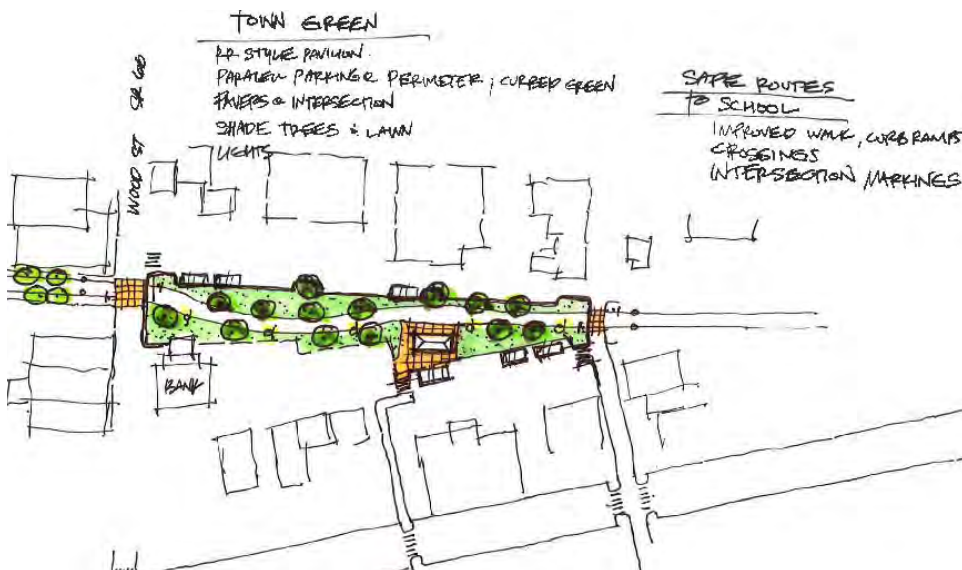 TOWN GREEN
RR STYLE PAVILION
PARALLEL PARKING @ PERIMETER ; CURBED GREEN
PAVERS @ INTERSECTION
SHADE TREES & LAWN
LIGHTS
SAFE ROUTES
TO SCHOOL
IMPROVED WALK, CURB RAMPS
CROSSINGS
INTERSECTION MARKINGS
WOOD ST SR
BANK